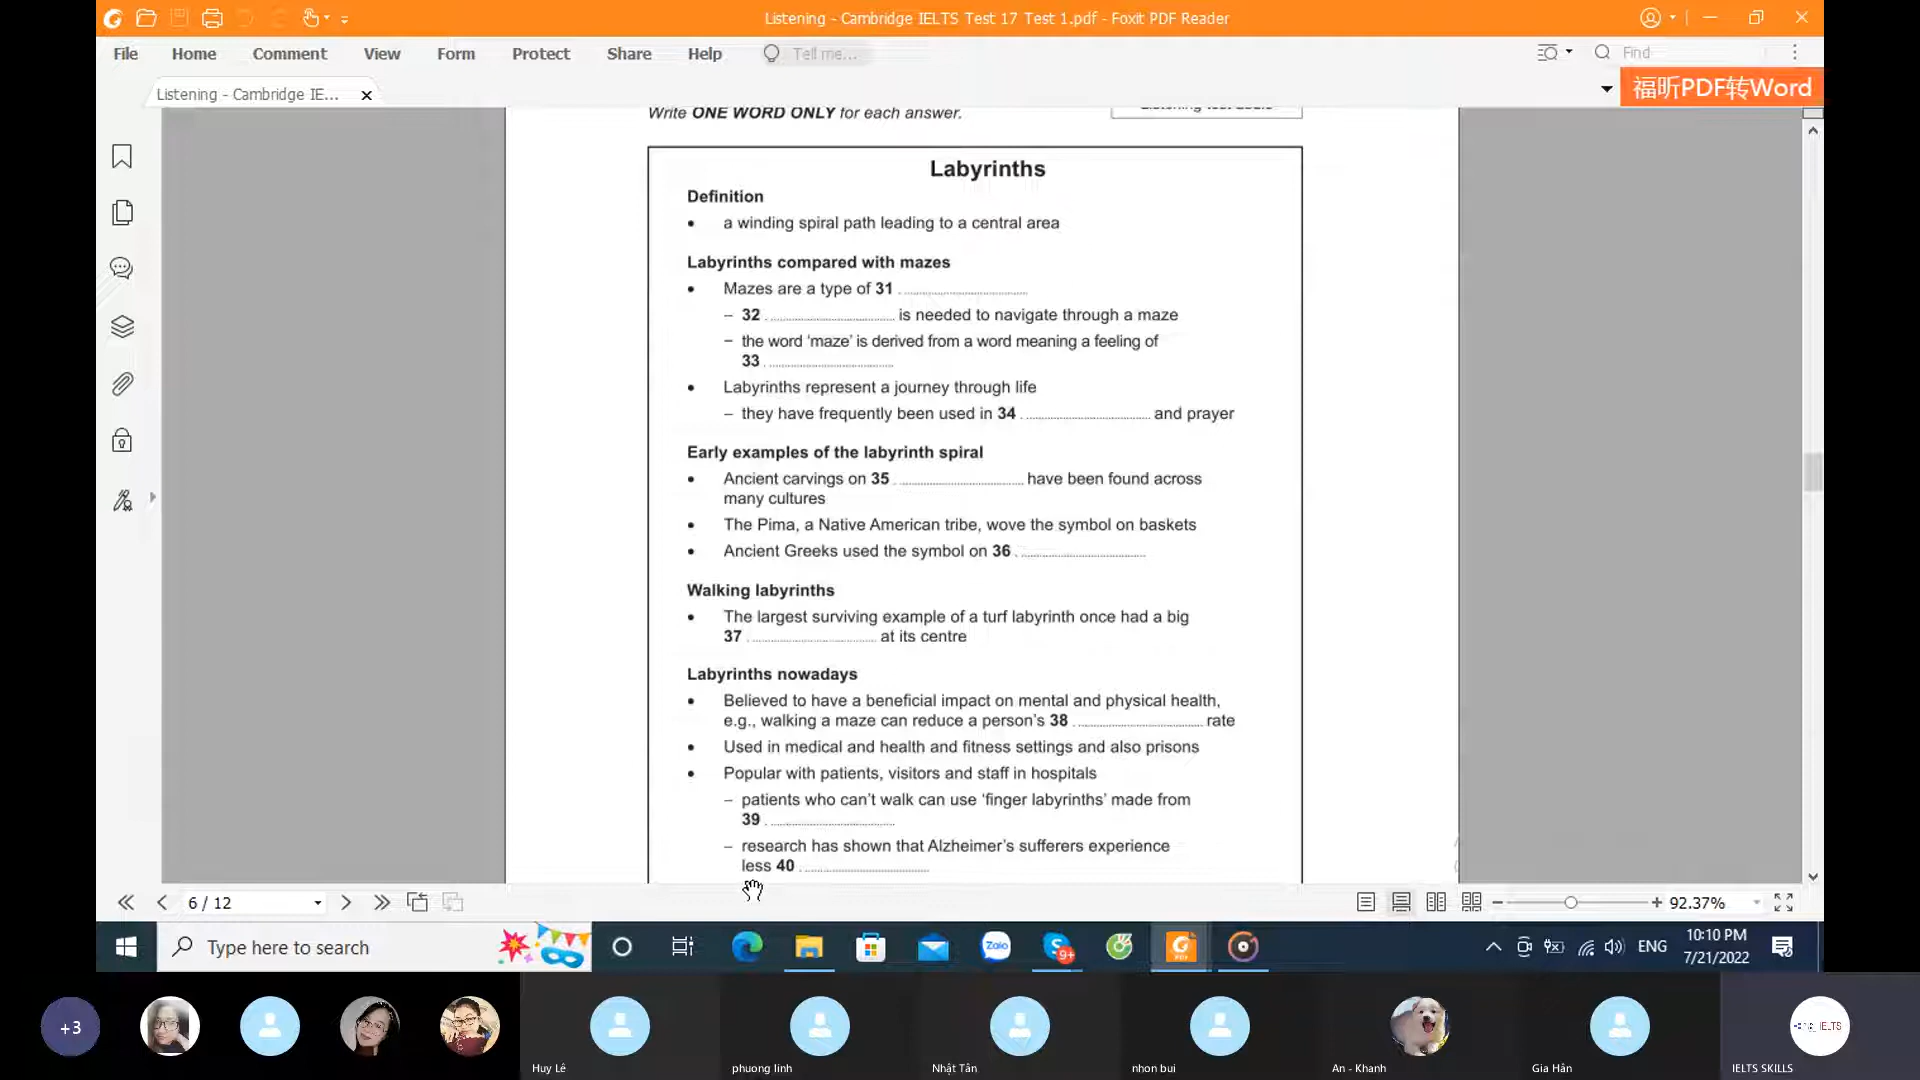 Listening - Cambridge IELTS Test 17 Test 1.pdf - Foxit PDF Reader
File Home Comment View Form Protect Share Help Tell me... Find
Listening - Cambridge IE...
福昕PDF转Word
Write ONE WORD ONLY for each answer.
Labyrinths
Definition
• a winding spiral path leading to a central area
Labyrinths compared with mazes
• Mazes are a type of 31 ..............................
– 32 .............................. is needed to navigate through a maze
– the word ‘maze’ is derived from a word meaning a feeling of
33 ..............................
• Labyrinths represent a journey through life
– they have frequently been used in 34 .............................. and prayer
Early examples of the labyrinth spiral
• Ancient carvings on 35 .............................. have been found across
many cultures
• The Pima, a Native American tribe, wove the symbol on baskets
• Ancient Greeks used the symbol on 36 ..............................
Walking labyrinths
• The largest surviving example of a turf labyrinth once had a big
37 .............................. at its centre
Labyrinths nowadays
• Believed to have a beneficial impact on mental and physical health,
e.g., walking a maze can reduce a person’s 38 .............................. rate
• Used in medical and health and fitness settings and also prisons
• Popular with patients, visitors and staff in hospitals
– patients who can’t walk can use ‘finger labyrinths’ made from
39 ..............................
– research has shown that Alzheimer’s sufferers experience
less 40 ..............................
6 / 12 92.37%
Type here to search Zalo 9+ PDF ENG 10:10 PM
7/21/2022
+3
Huy Lê phuong linh Nhật Tân nhon bui An - Khanh Gia Hân IELTS SKILLS